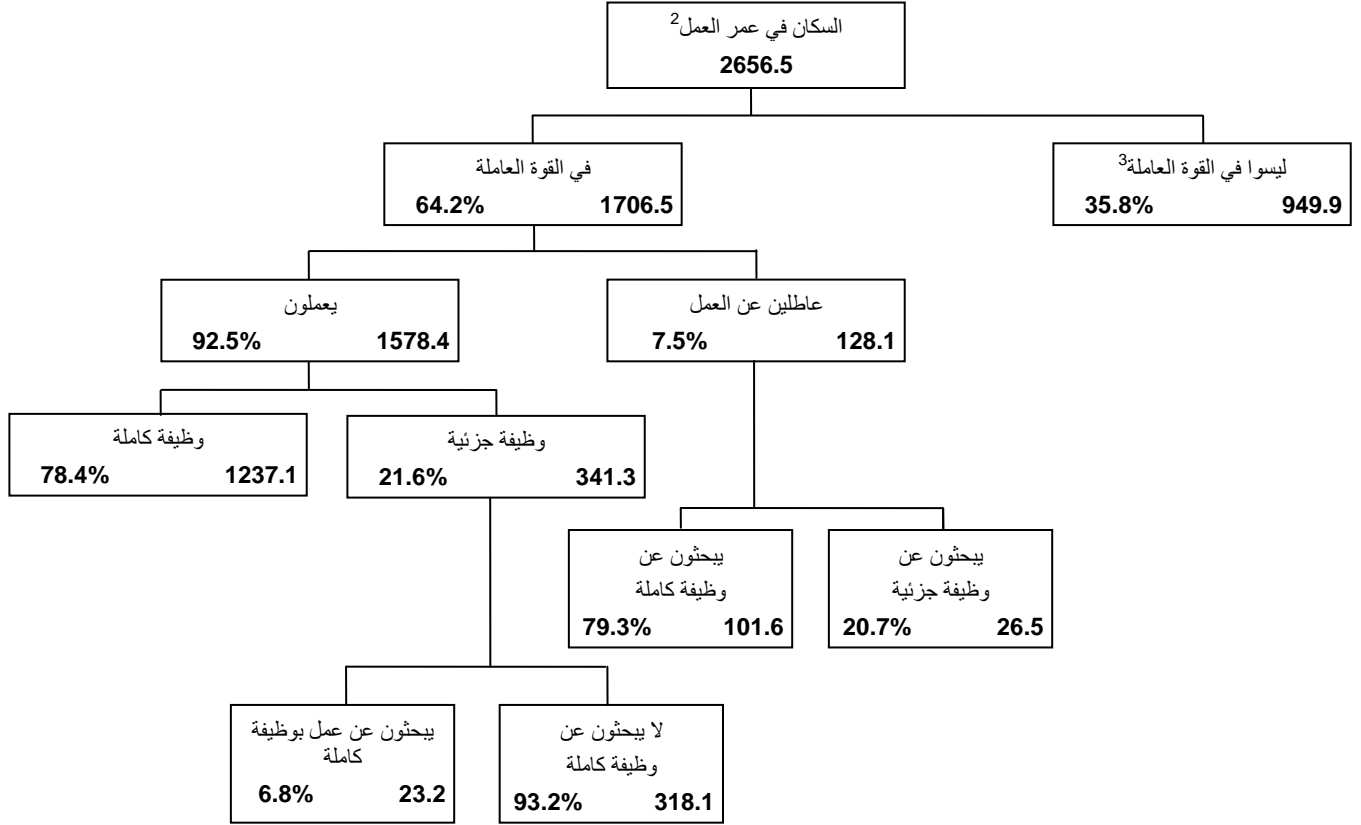 السكان في عمر العمل2
2656.5
في القوة العاملة
64.2% 1706.5
ليسوا في القوة العاملة3
35.8% 949.9
يعملون
92.5% 1578.4
عاطلين عن العمل
7.5% 128.1
وظيفة كاملة
78.4% 1237.1
وظيفة جزئية
21.6% 341.3
يبحثون عن
وظيفة كاملة
79.3% 101.6
يبحثون عن
وظيفة جزئية
20.7% 26.5
يبحثون عن عمل بوظيفة
كاملة
6.8% 23.2
لا يبحثون عن
وظيفة كاملة
93.2% 318.1